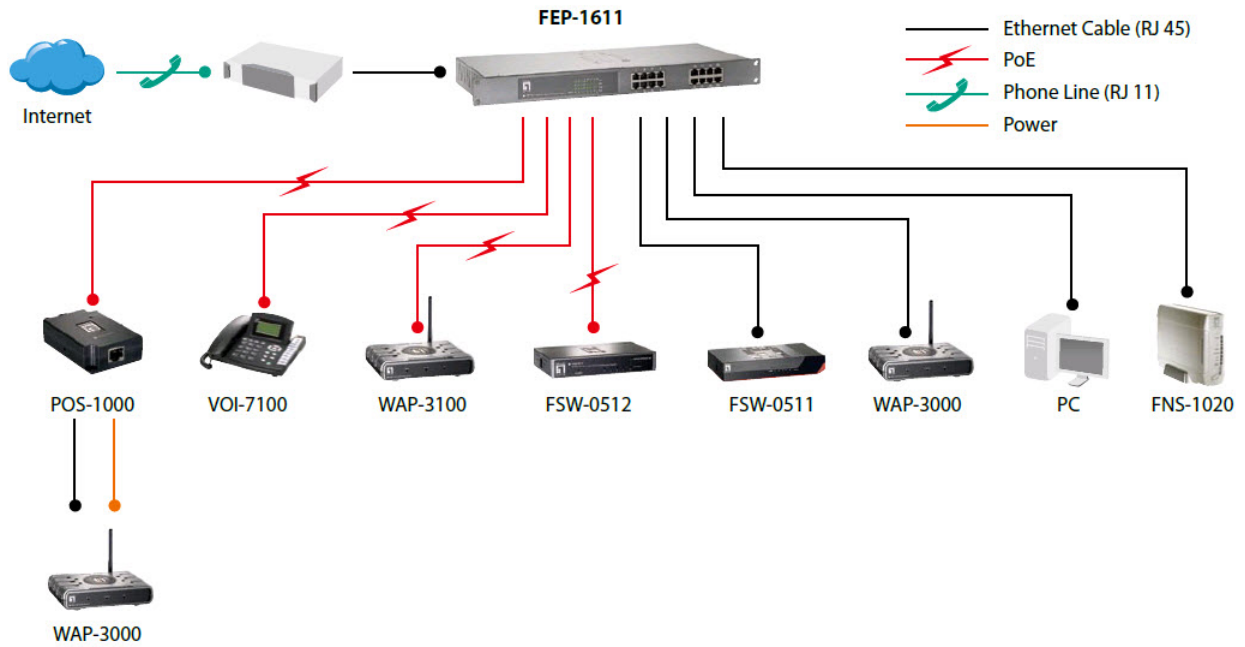 FEP-1611
Ethernet Cable (RJ 45)
PoE
Phone Line (RJ 11)
Power
Internet
POS-1000
VOI-7100
WAP-3100
FSW-0512
FSW-0511
WAP-3000
PC
FNS-1020
WAP-3000